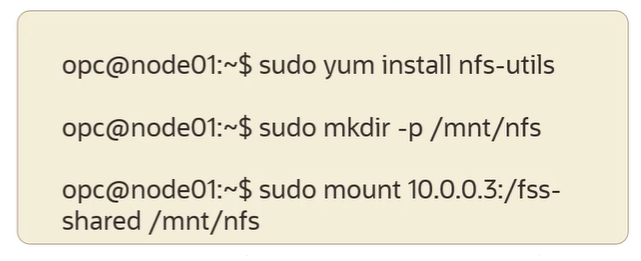 opc@node01:~$ sudo yum install nfs-utils
opc@node01:~$ sudo mkdir -p /mnt/nfs
opc@node01:~$ sudo mount 10.0.0.3:/fss-
shared /mnt/nfs